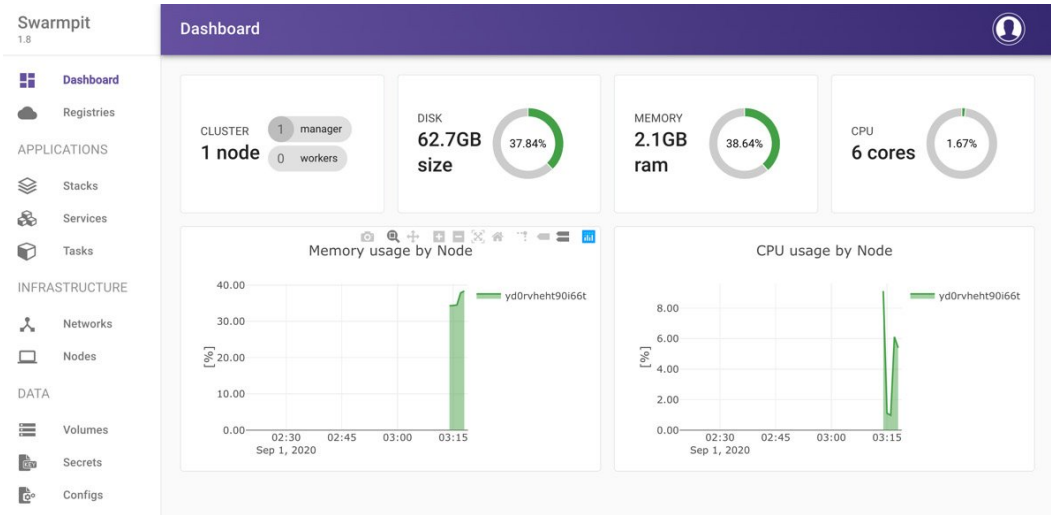 Swarmpit
1.8
Dashboard
Dashboard
Registries
APPLICATIONS
Stacks
Services
Tasks
INFRASTRUCTURE
Networks
Nodes
DATA
Volumes
Secrets
Configs
CLUSTER
1 node
1 manager
0 workers
DISK
62.7GB
size
37.84%
MEMORY
2.1GB
ram
38.64%
CPU
6 cores
1.67%
Memory usage by Node
40.00
30.00
20.00
10.00
0.00
[%]
02:30 02:45 03:00 03:15
Sep 1, 2020
yd0rvheht90i66t
CPU usage by Node
8.00
6.00
4.00
2.00
0.00
[%]
02:30 02:45 03:00 03:15
Sep 1, 2020
yd0rvheht90i66t